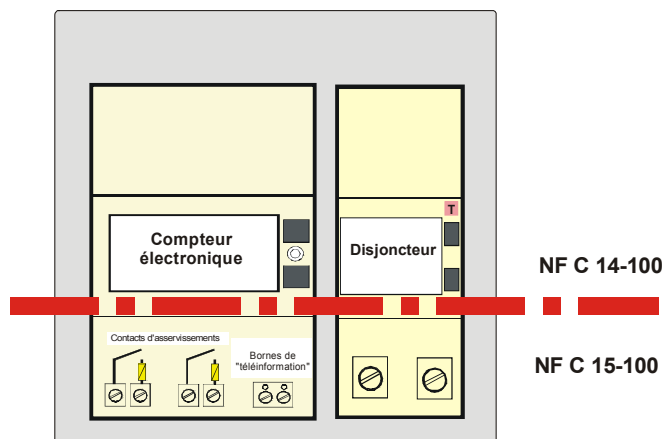 T
Compteur
électronique
Disjoncteur
NF C 14-100
Contacts d'asservissements
Bornes de
"téléinformation"
NF C 15-100